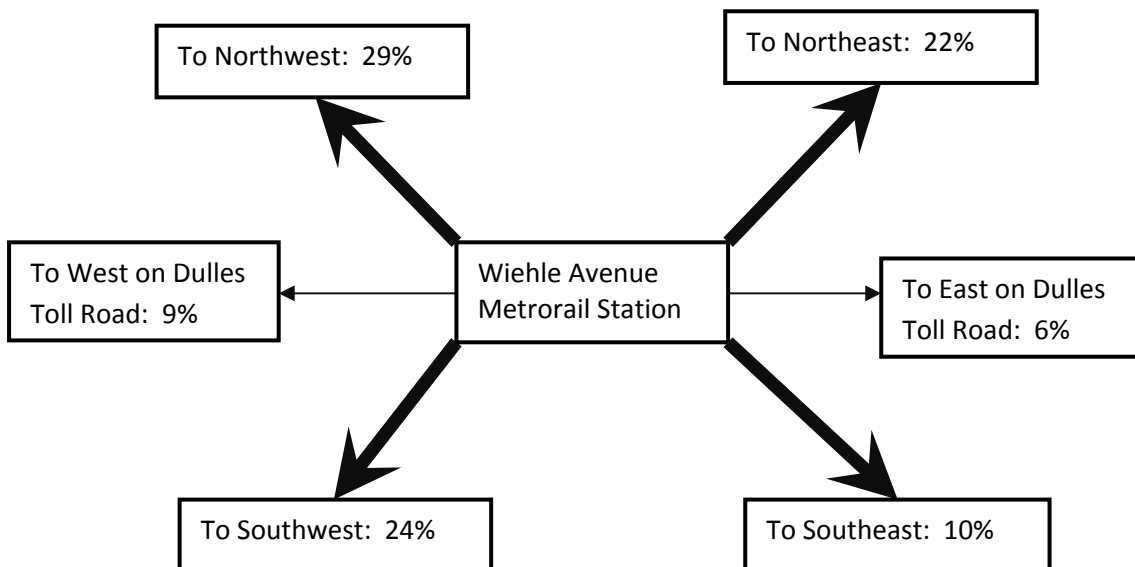 To Northwest: 29%
To Northeast: 22%
To West on Dulles
Toll Road: 9%
Wiehle Avenue
Metrorail Station
To East on Dulles
Toll Road: 6%
To Southwest: 24%
To Southeast: 10%